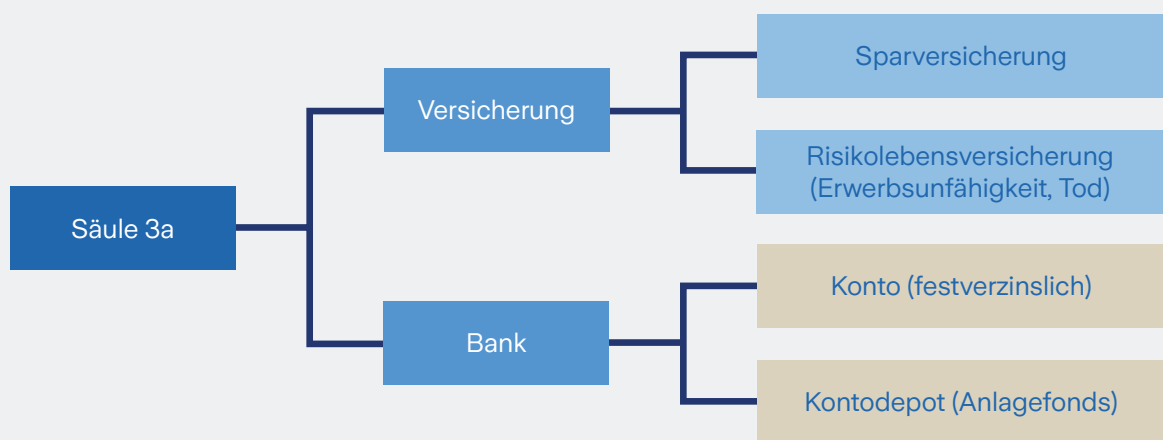 Säule 3a
Versicherung
Sparversicherung
Risikolebensversicherung
(Erwerbsunfähigkeit, Tod)
Bank
Konto (festverzinslich)
Kontodepot (Anlagefonds)